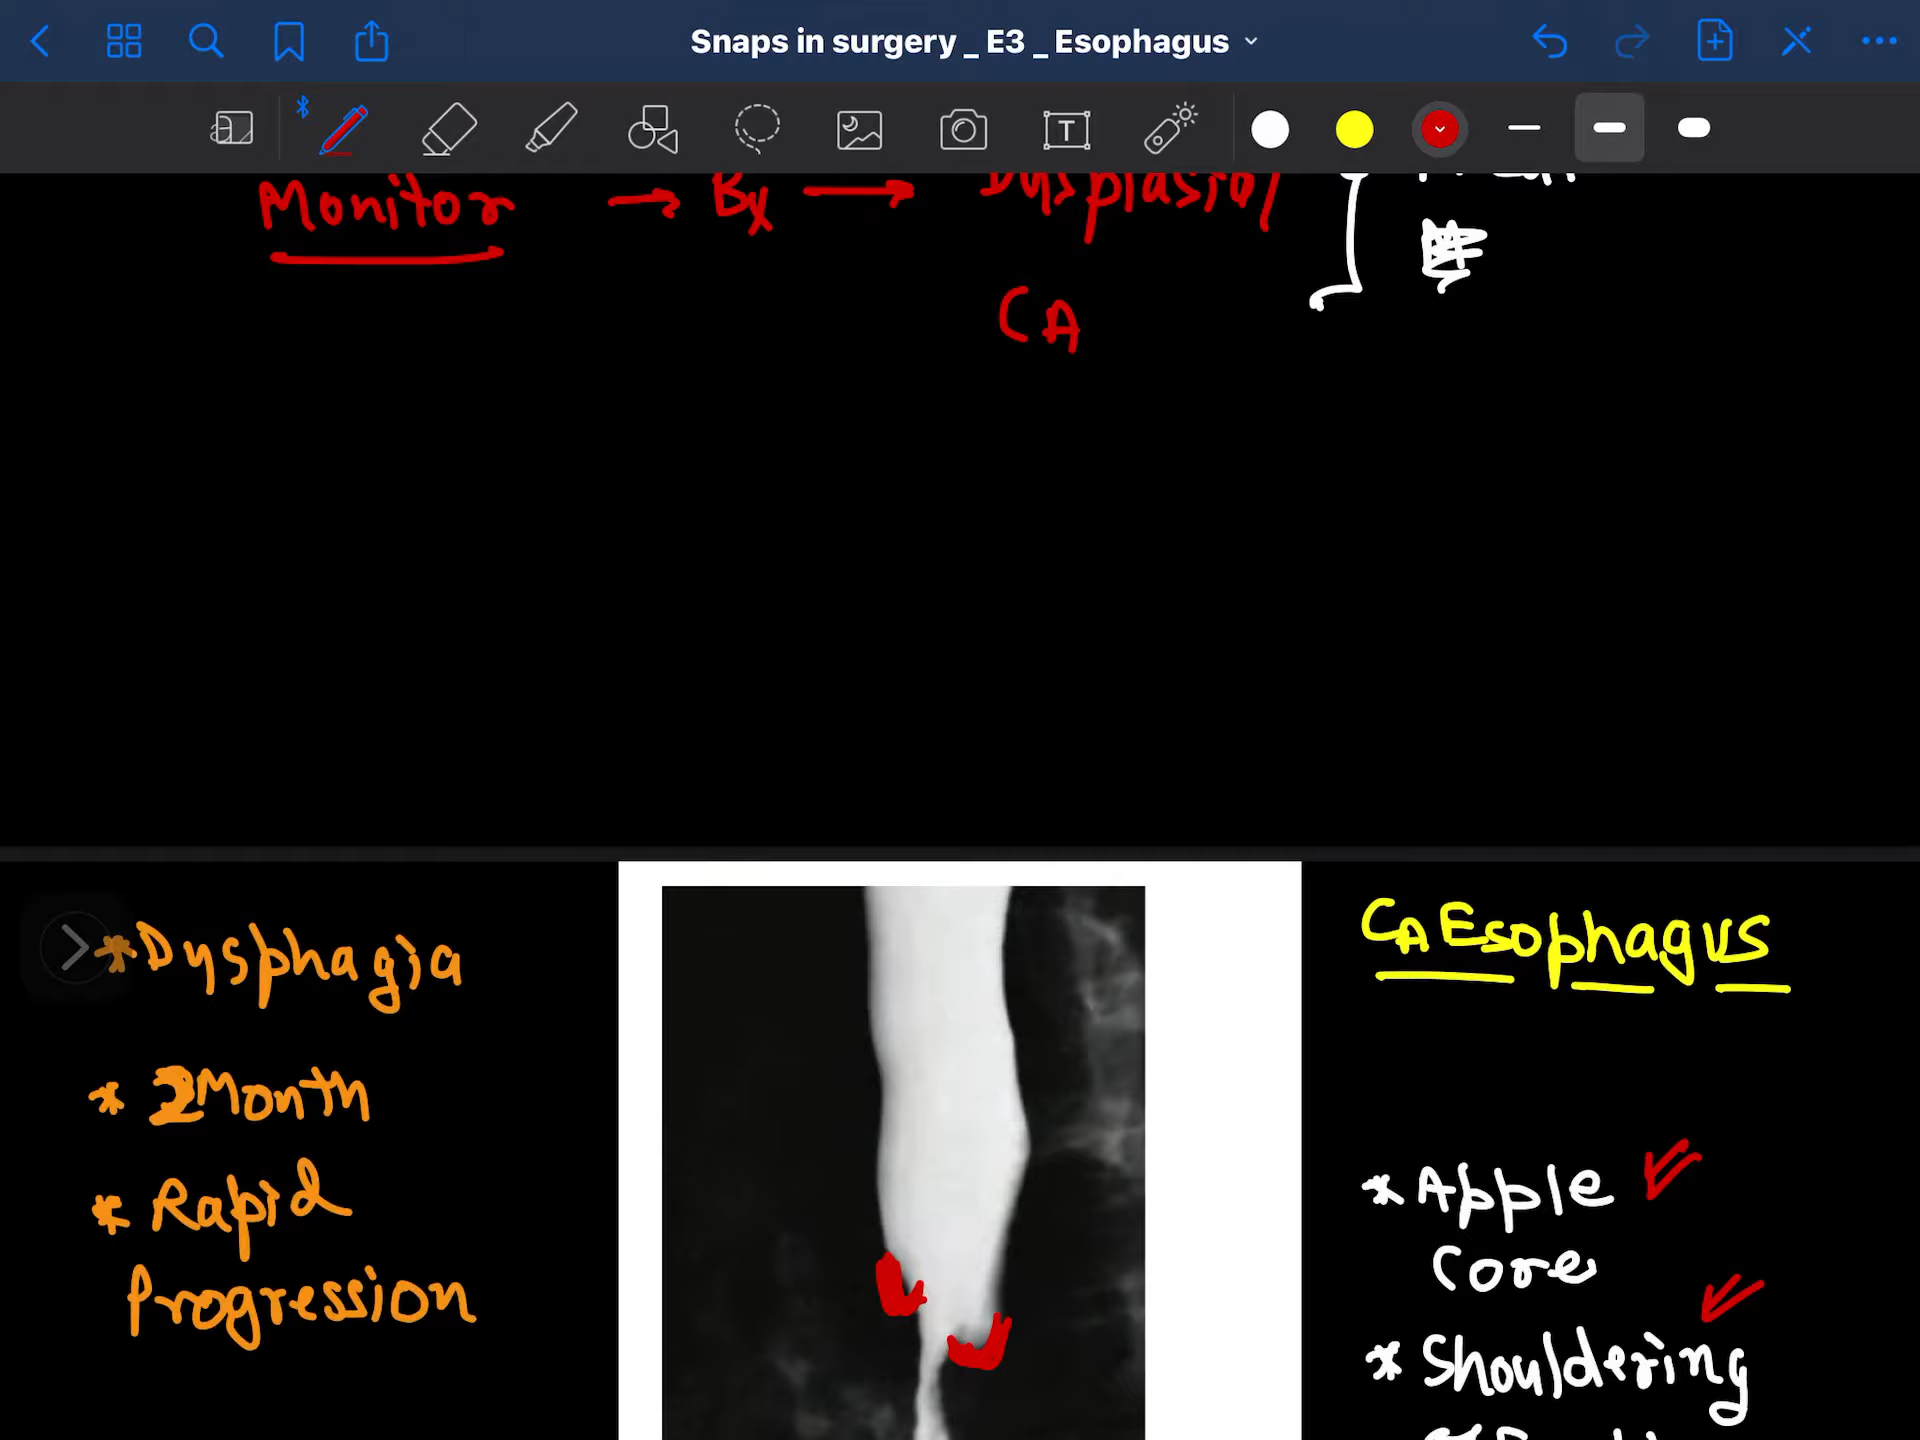 Snaps in surgery _ E3 _ Esophagus
Monitor → Bx → Dysplasia/
CA
*Dysphagia
* 2Month
* Rapid
Progression
CA Esophagus
* Apple
Core
* Shouldering